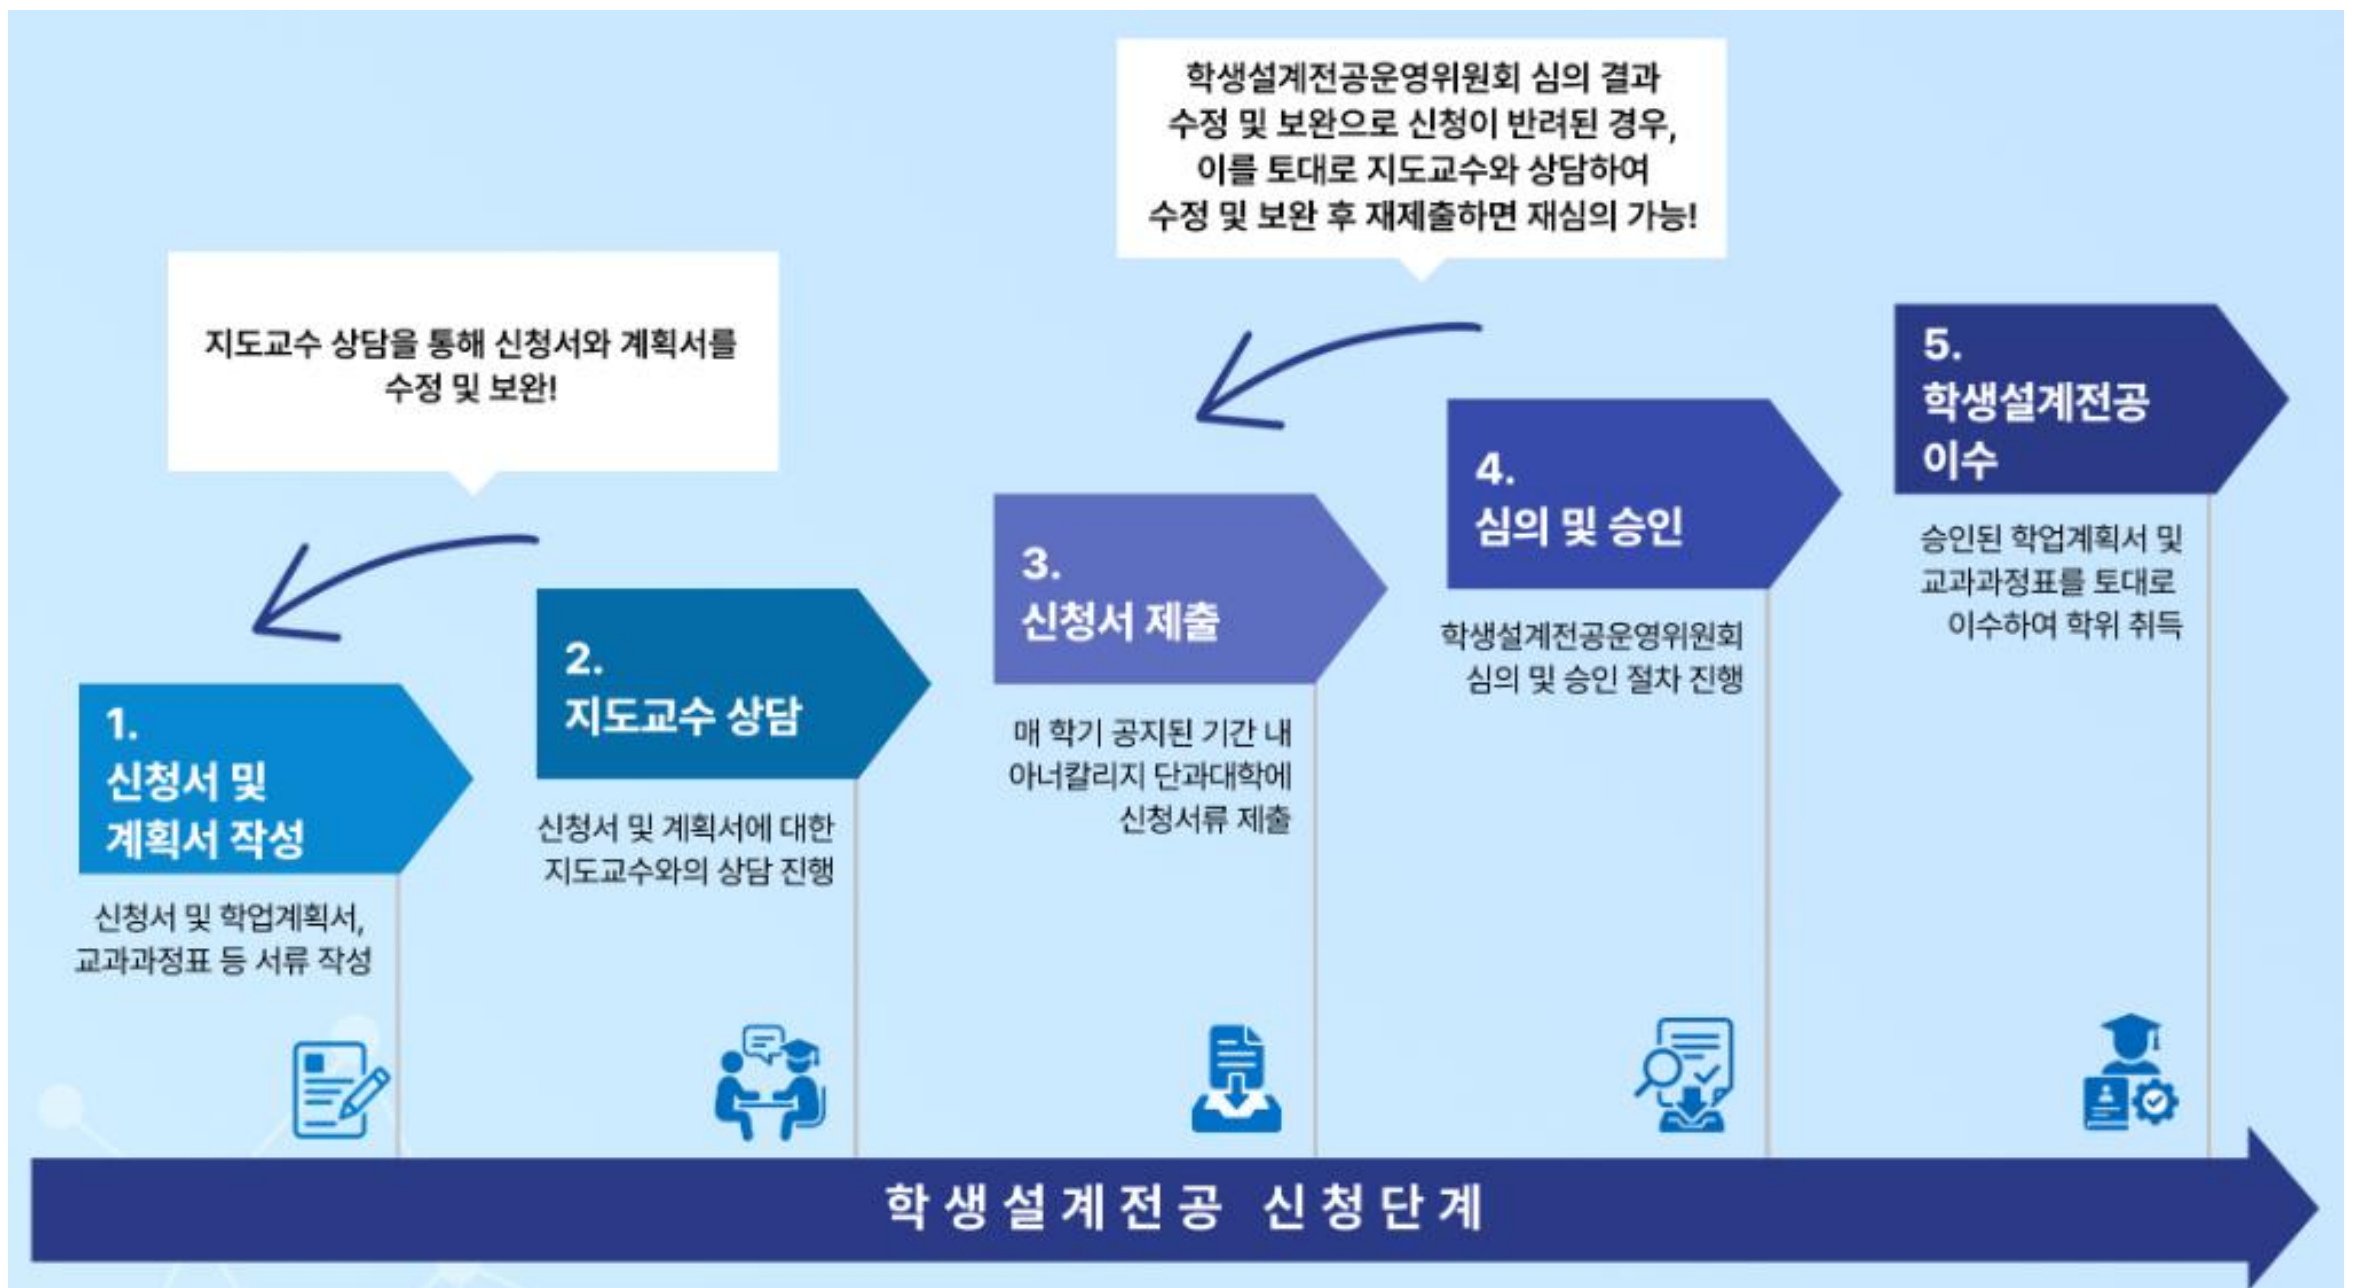 학생설계전공운영위원회 심의 결과
수정 및 보완으로 신청이 반려된 경우,
이를 토대로 지도교수와 상담하여
수정 및 보완 후 재제출하면 재심의 가능!
지도교수 상담을 통해 신청서와 계획서를
수정 및 보완!
1.
신청서 및
계획서 작성
신청서 및 학업계획서,
교과과정표 등 서류 작성
2.
지도교수 상담
신청서 및 계획서에 대한
지도교수와의 상담 진행
3.
신청서 제출
매 학기 공지된 기간 내
아너칼리지 단과대학에
신청서류 제출
4.
심의 및 승인
학생설계전공운영위원회
심의 및 승인 절차 진행
5.
학생설계전공
이수
승인된 학업계획서 및
교과과정표를 토대로
이수하여 학위 취득
학생설계전공 신청단계